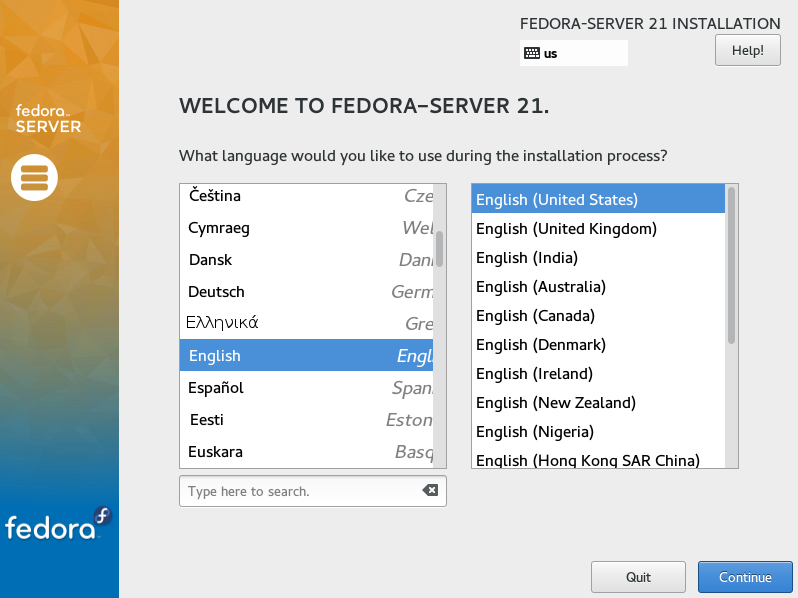 FEDORA-SERVER 21 INSTALLATION
us
Help!
fedora™
SERVER
WELCOME TO FEDORA-SERVER 21.
What language would you like to use during the installation process?
Čeština Cze
Cymraeg Wel
Dansk Dan
Deutsch Germ
Ελληνικά Gre
English Engl
Español Span
Eesti Eston
Euskara Basq
English (United States)
English (United Kingdom)
English (India)
English (Australia)
English (Canada)
English (Denmark)
English (Ireland)
English (New Zealand)
English (Nigeria)
English (Hong Kong SAR China)
Type here to search.
fedora
Quit
Continue